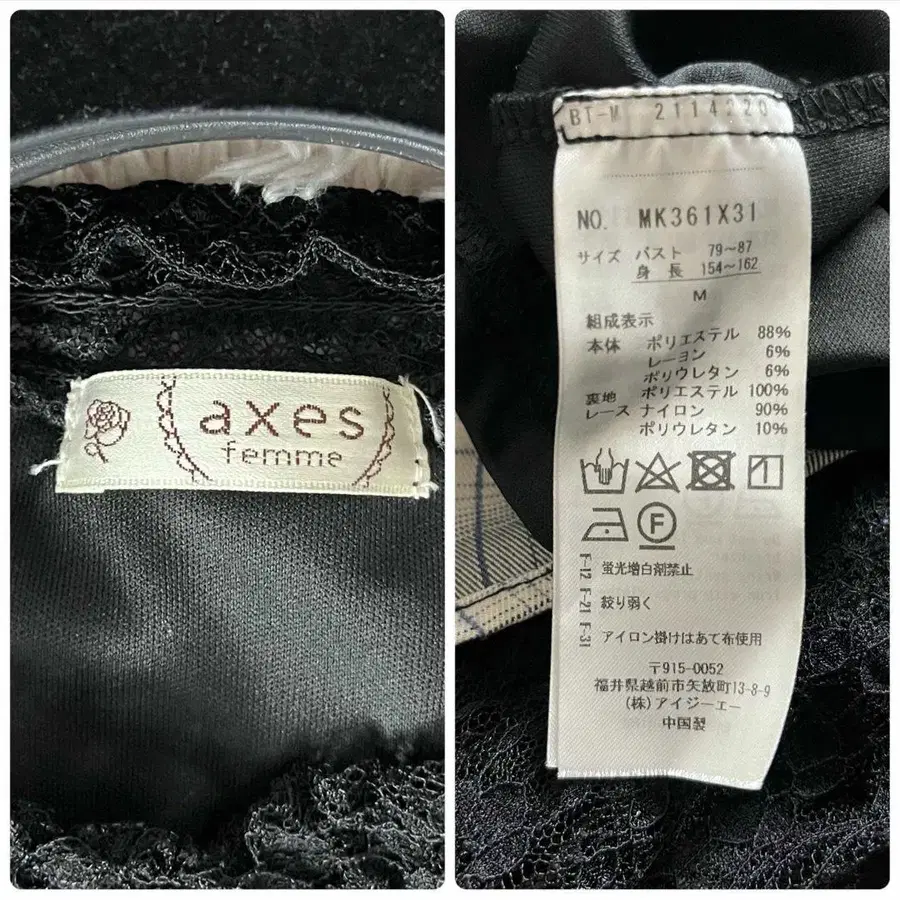 axes
femme
BT-M 2114220
NO. MK361X31
サイズ バスト 79~87
身長 154~162
M
組成表示
本体 ポリエステル 88%
レーヨン 6%
ポリウレタン 6%
裏地 ポリエステル 100%
レース ナイロン 90%
ポリウレタン 10%
F
F-12 蛍光増白剤禁止
F-21 絞り弱く
F-31 アイロン掛けはあて布使用
〒915-0052
福井県越前市矢放町13-8-9
(株)アイジーエー
中国製